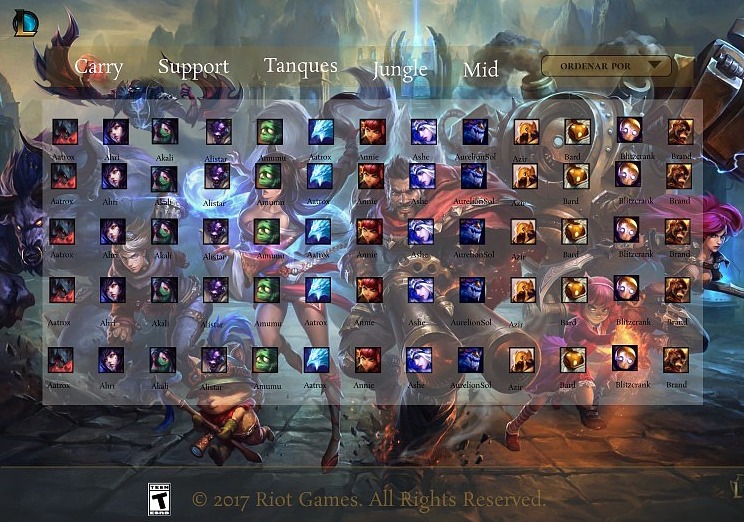 Carry Support Tanques Jungle Mid ORDENAR POR
Aatrox Ahri Akali Alistar Amumu Aatrox Annie Ashe AurelionSol Azir Bard Blitzcrank Brand
Aatrox Ahri Akali Alistar Amumu Aatrox Annie Ashe AurelionSol Azir Bard Blitzcrank Brand
Aatrox Ahri Akali Alistar Amumu Aatrox Annie Ashe AurelionSol Azir Bard Blitzcrank Brand
Aatrox Ahri Akali Alistar Amumu Aatrox Annie Ashe AurelionSol Azir Bard Blitzcrank Brand
Aatrox Ahri Akali Alistar Amumu Aatrox Annie Ashe AurelionSol Azir Bard Blitzcrank Brand
TEEN
T
ESRB
© 2017 Riot Games. All Rights Reserved.